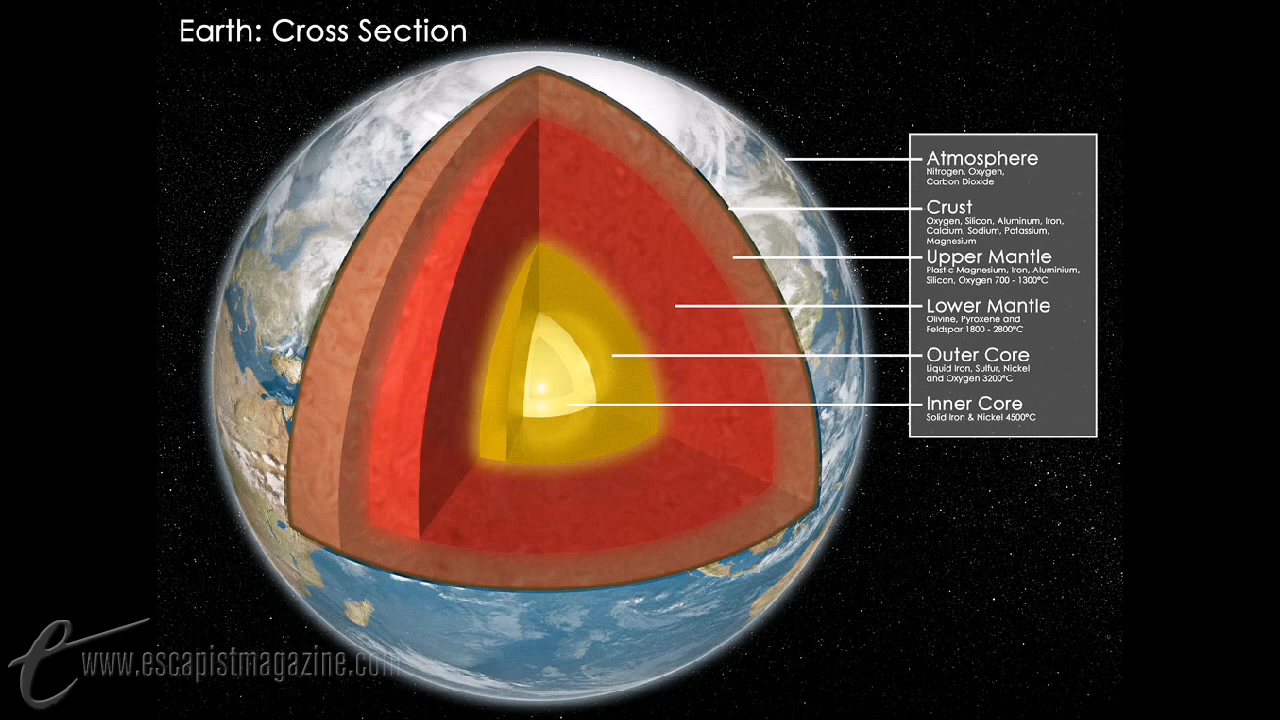 Earth: Cross Section
Atmosphere
Nitrogen, Oxygen,
Carbon Dioxide
Crust
Oxygen, Silicon, Aluminum, Iron,
Calcium, Sodium, Patassium,
Magnesium
Upper Mantle
Plastic Magnesium, Iron, Aluminium,
Silicon, Oxygen 700 - 1300°C
Lower Mantle
Olivine, Pyroxene and
Feldspar 1800 - 2800°C
Outer Core
Liquid Iron, Sulfur, Nickel
and Oxygen 3200°C
Inner Core
Solid Iron & Nickel 4500°C
e www.escapistmagazine.com